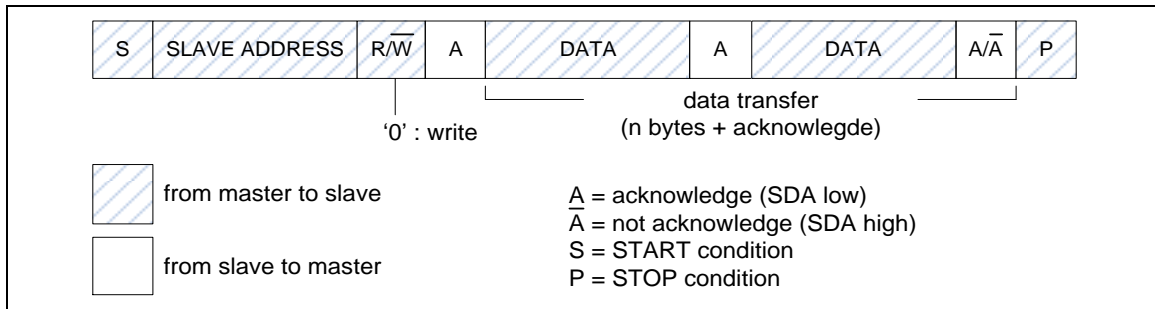 S SLAVE ADDRESS R/W̅ A DATA A DATA A/A̅ P
data transfer
(n bytes + acknowlegde)
‘0’ : write
from master to slave
from slave to master
A = acknowledge (SDA low)
A̅ = not acknowledge (SDA high)
S = START condition
P = STOP condition